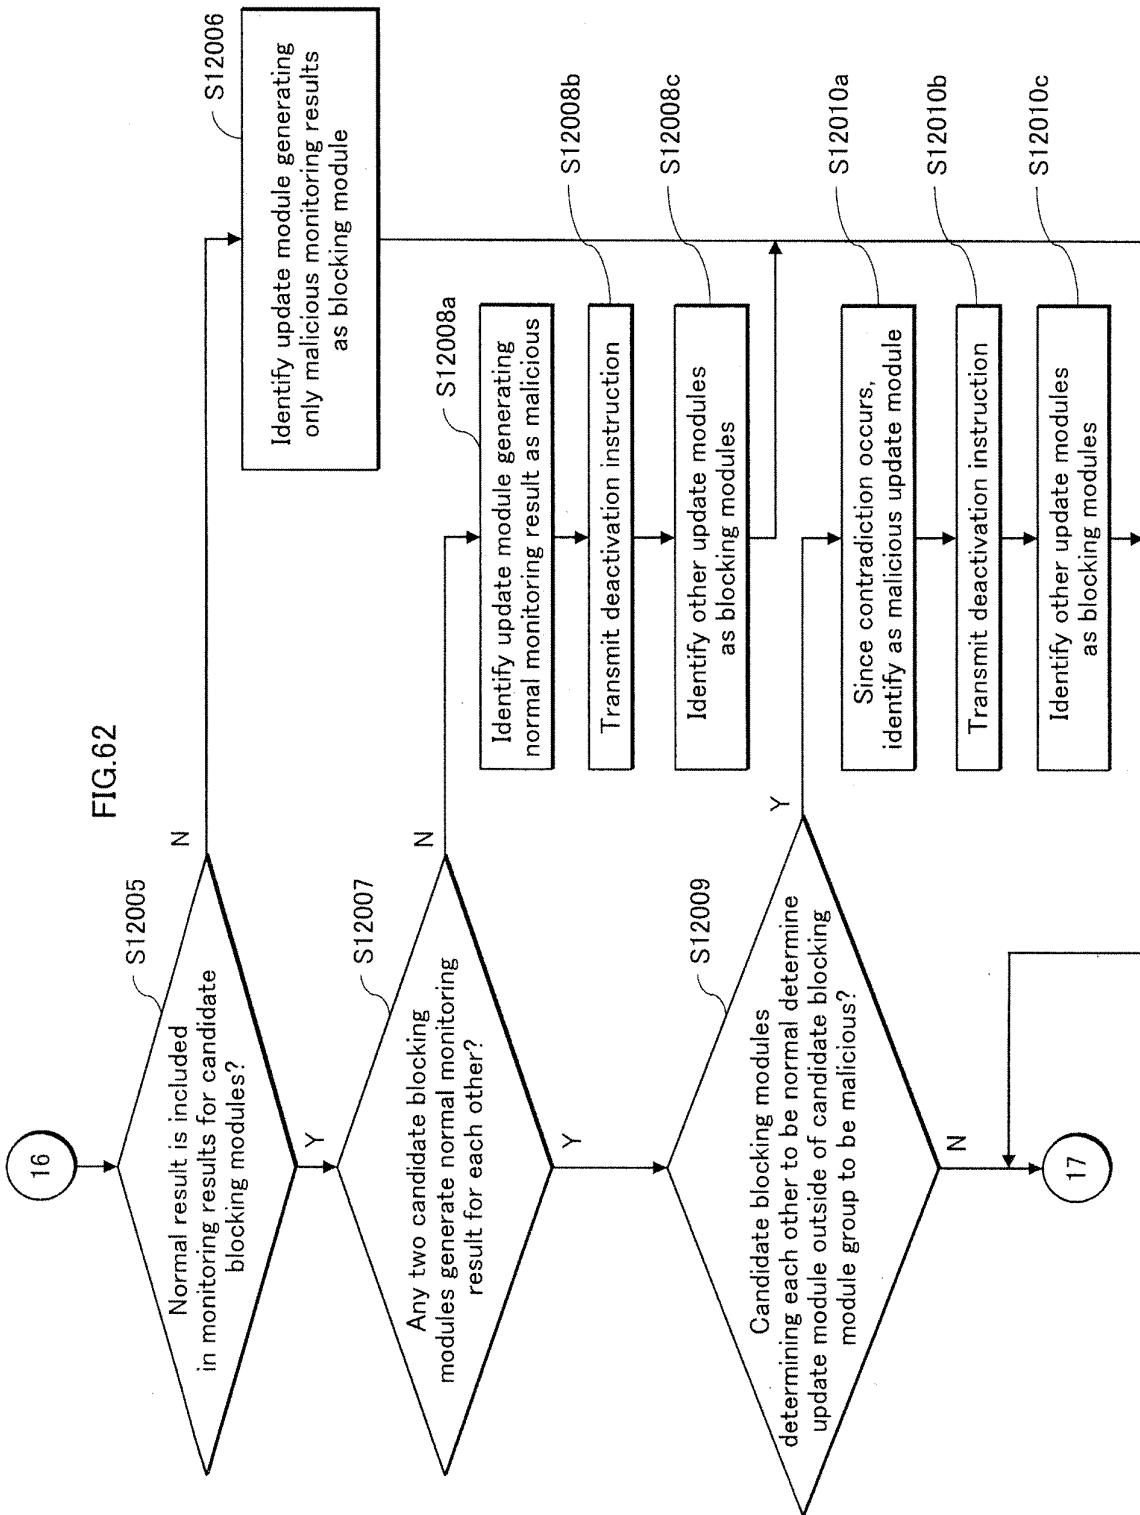 FIG.62
16
S12005
Normal result is included
in monitoring results for candidate
blocking modules?
N
Y
S12006
Identify update module generating
only malicious monitoring results
as blocking module
S12007
Any two candidate blocking
modules generate normal monitoring
result for each other?
N
Y
S12008a
Identify update module generating
normal monitoring result as malicious
S12008b
Transmit deactivation instruction
S12008c
Identify other update modules
as blocking modules
S12009
Candidate blocking modules
determining each other to be normal determine
update module outside of candidate blocking
module group to be malicious?
Y
N
S12010a
Since contradiction occurs,
identify as malicious update module
S12010b
Transmit deactivation instruction
S12010c
Identify other update modules
as blocking modules
17